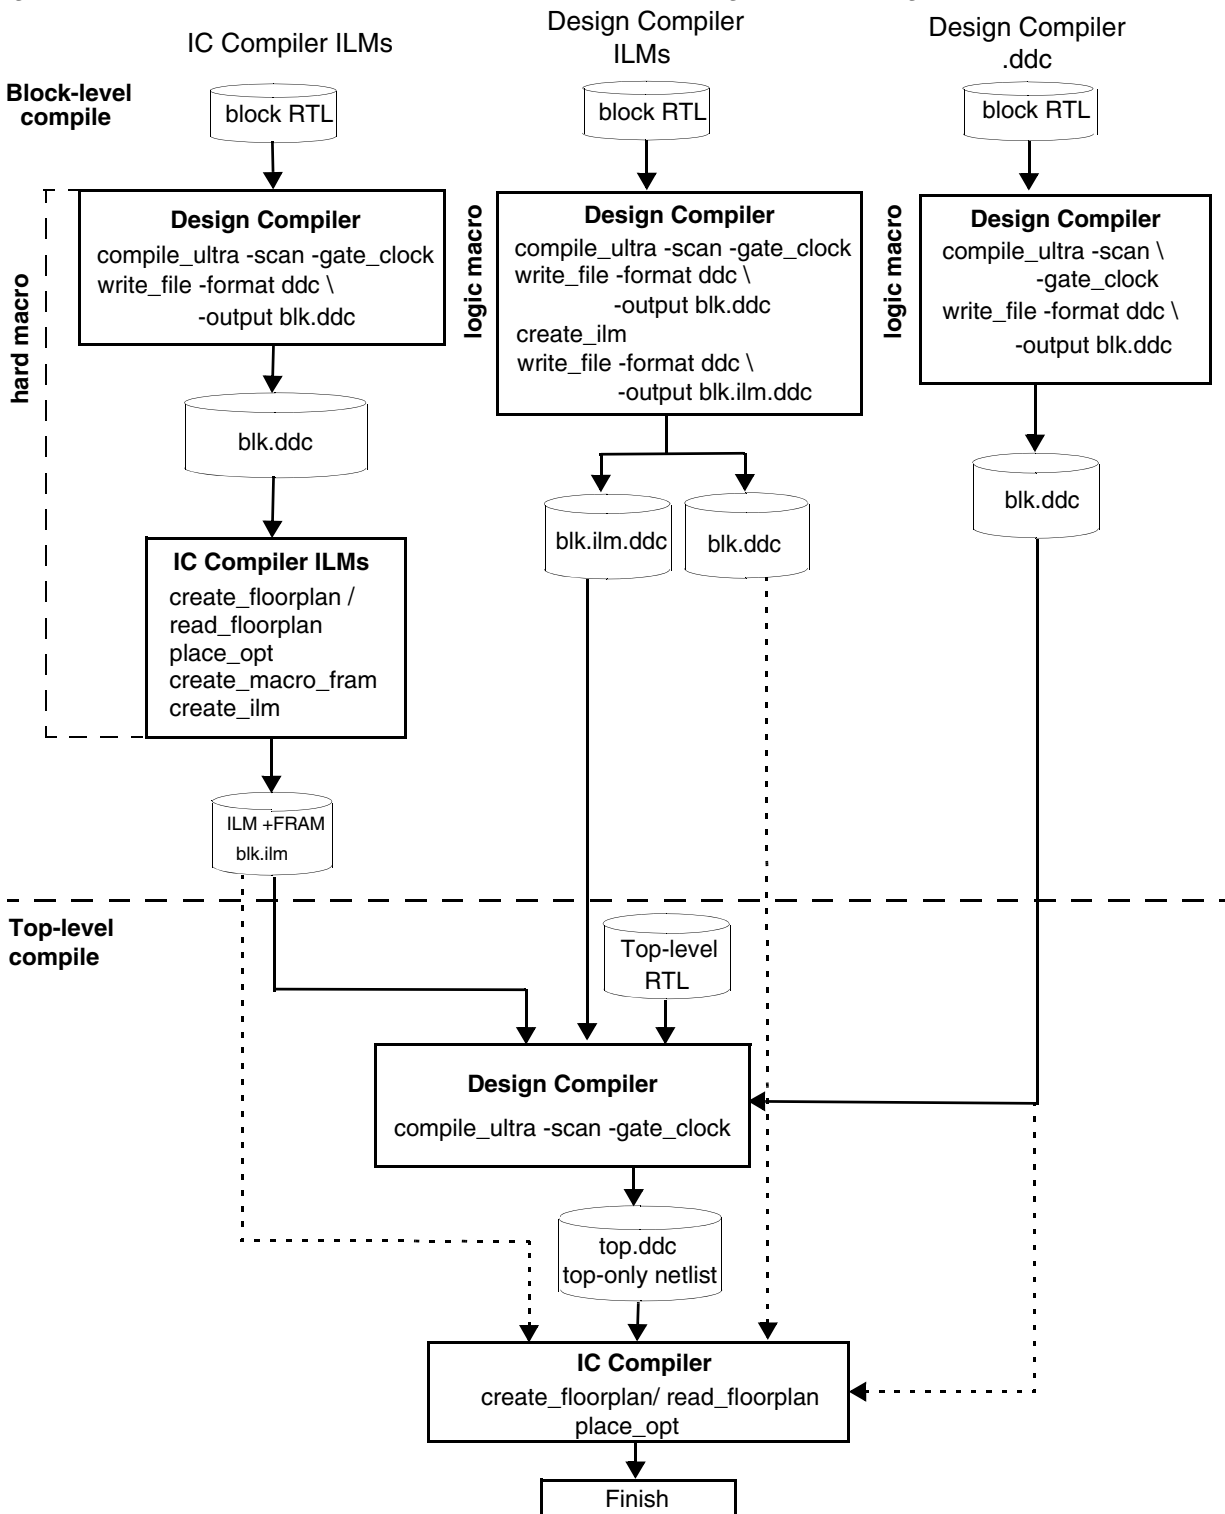 IC Compiler ILMs
Design Compiler
ILMs
Design Compiler
.ddc
Block-level
compile
block RTL
block RTL
block RTL
hard macro
Design Compiler
compile_ultra -scan -gate_clock
write_file -format ddc \
-output blk.ddc
logic macro
Design Compiler
compile_ultra -scan -gate_clock
write_file -format ddc \
-output blk.ddc
create_ilm
write_file -format ddc \
-output blk.ilm.ddc
logic macro
Design Compiler
compile_ultra -scan \
-gate_clock
write_file -format ddc \
-output blk.ddc
blk.ddc
blk.ilm.ddc
blk.ddc
blk.ddc
IC Compiler ILMs
create_floorplan /
read_floorplan
place_opt
create_macro_fram
create_ilm
ILM +FRAM
blk.ilm
Top-level
compile
Top-level
RTL
Design Compiler
compile_ultra -scan -gate_clock
top.ddc
top-only netlist
IC Compiler
create_floorplan/ read_floorplan
place_opt
Finish